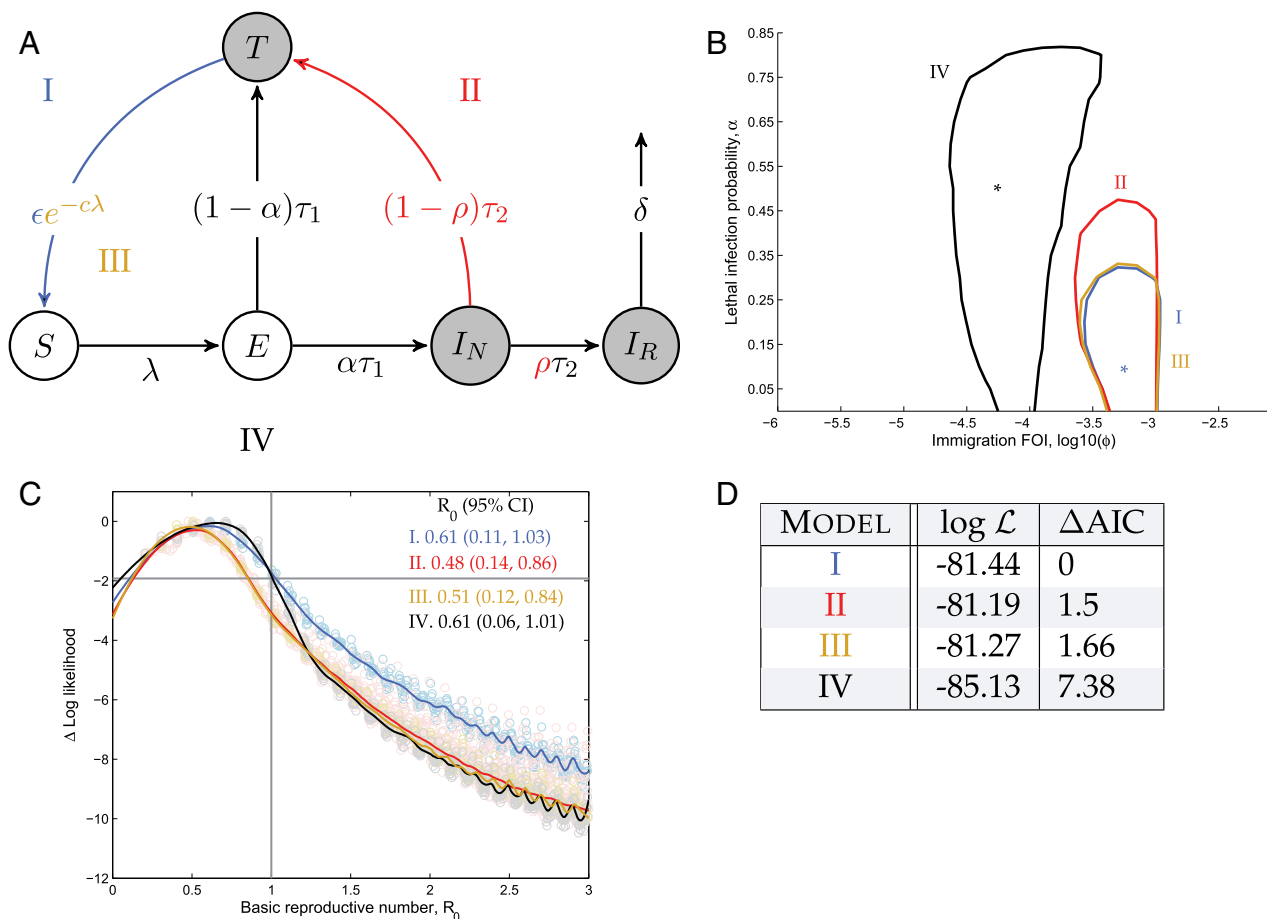 A
T
I
II
ϵe^{−cλ}
(1 − α)τ₁
(1 − ρ)τ₂
δ
III
S
E
I_N
I_R
λ
ατ₁
ρτ₂
IV
B
0.85
0.75
0.65
0.55
0.45
0.35
0.25
0.15
0.05
Lethal infection probability, α
IV
*
II
I
III
*
−6
−5
−5
−4.5
−4
−3.5
−3
−2.5
Immigration FOI, log10(ϕ)
C
0
−2
−4
−6
−8
−10
−12
Δ Log likelihood
R₀ (95% CI)
I. 0.61 (0.11, 1.03)
II. 0.48 (0.14, 0.86)
III. 0.51 (0.12, 0.84)
IV. 0.61 (0.06, 1.01)
0
0.5
1
1.5
2
2.5
3
Basic reproductive number, R₀
D
MODEL log ℒ ΔAIC
I -81.44 0
II -81.19 1.5
III -81.27 1.66
IV -85.13 7.38